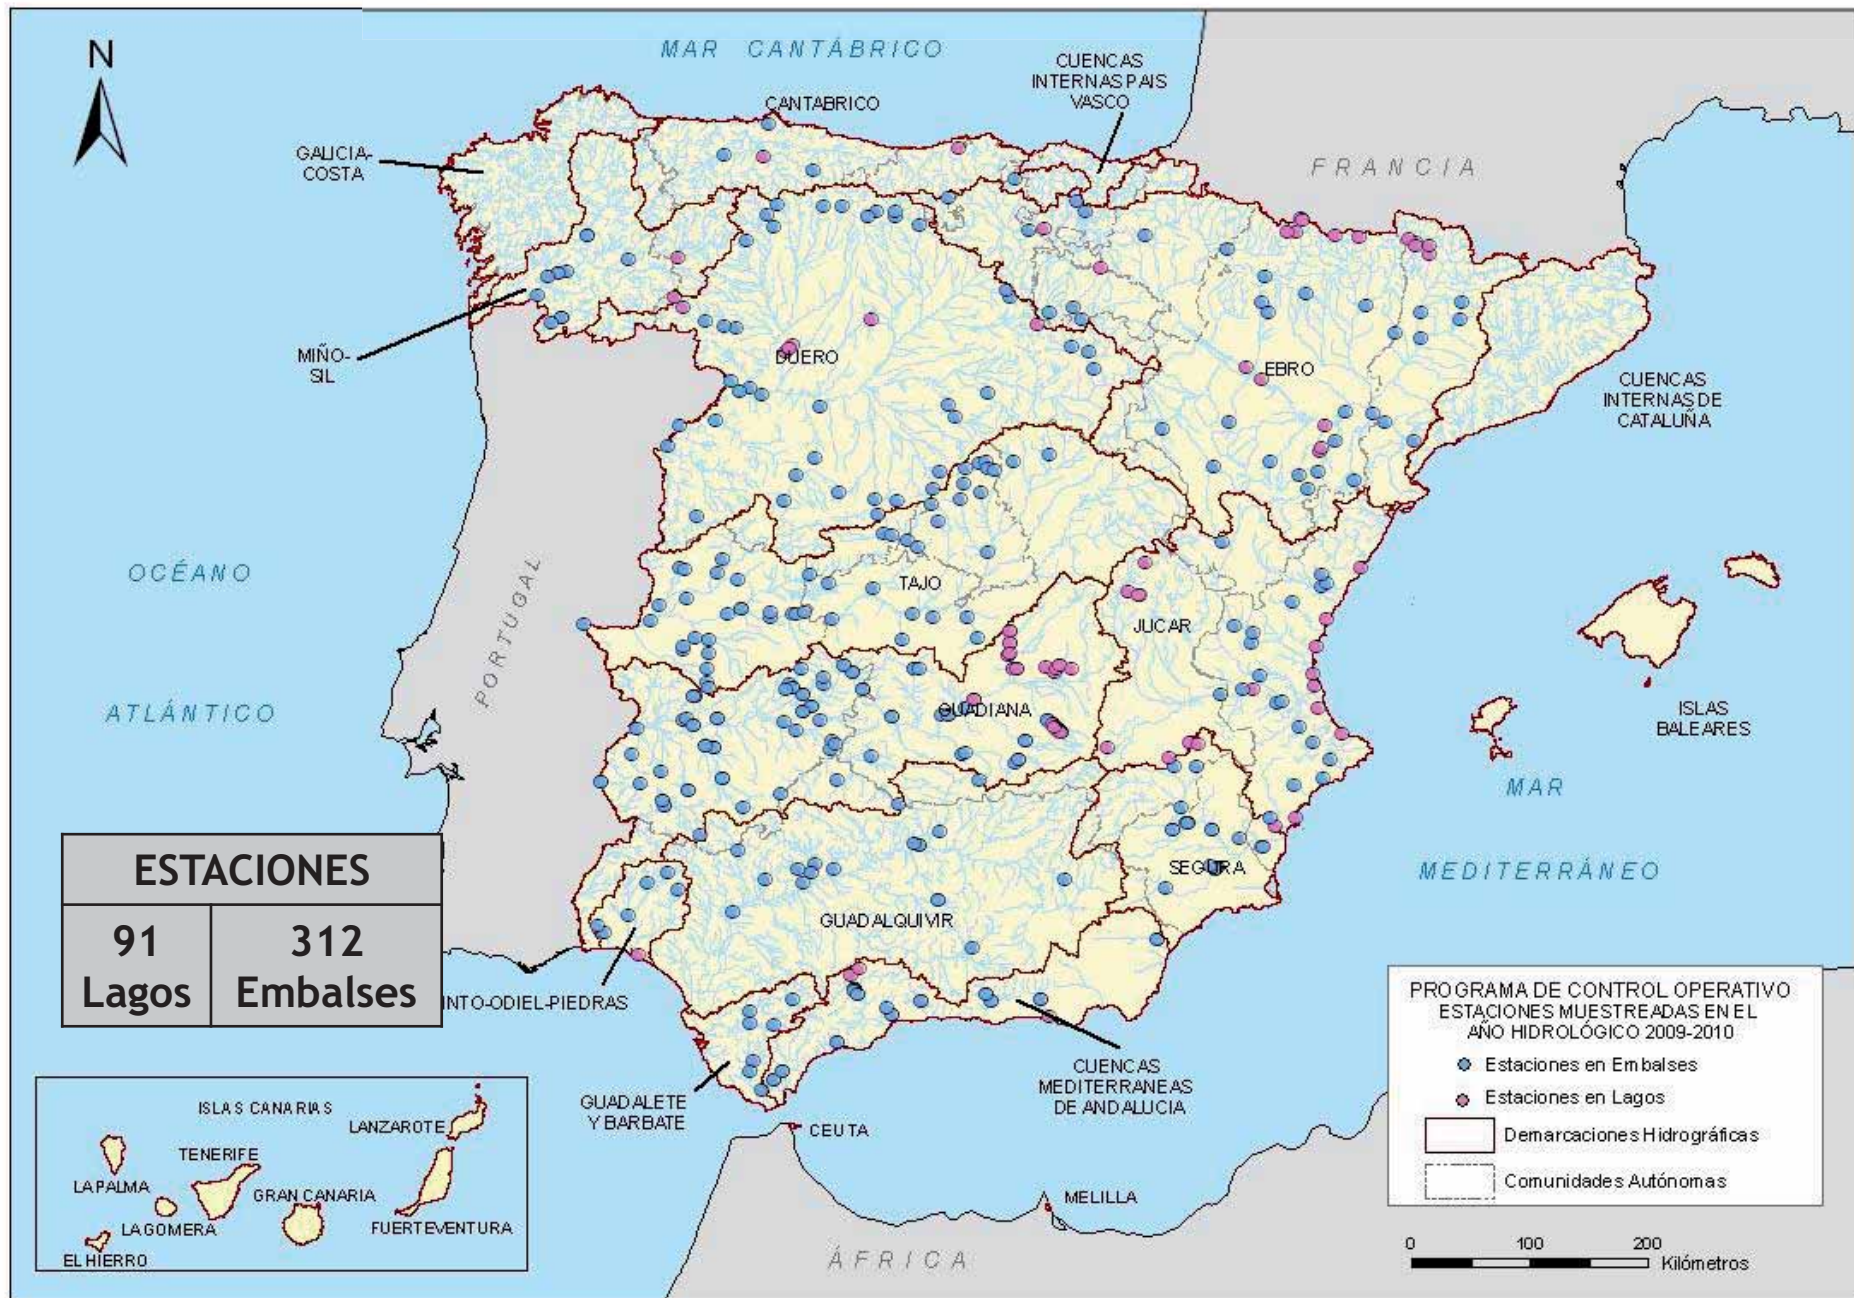 N
MAR CANTÁBRICO
CUENCAS
INTERNAS PAIS
VASCO
CANTABRICO
GALICIA-
COSTA
FRANCIA
MIÑO-
SIL
DUERO
EBRO
CUENCAS
INTERNAS DE
CATALUÑA
OCÉANO
ATLÁNTICO
PORTUGAL
TAJO
JUCAR
GUADIANA
ISLAS
BALEARES
MAR
MEDITERRÁNEO
SEGURA
GUADALQUIVIR
ESTACIONES
91
Lagos
312
Embalses
INTO-ODIEL-PIEDRAS
GUADALETE
Y BARBATE
CUENCAS
MEDITERRANEAS
DE ANDALUCIA
CEUTA
MELILLA
ÁFRICA
ISLAS CANARIAS
LANZAROTE
TENERIFE
LA PALMA
GRAN CANARIA
LA GOMERA
FUERTEVENTURA
EL HIERRO
PROGRAMA DE CONTROL OPERATIVO
ESTACIONES MUESTREADAS EN EL
AÑO HIDROLÓGICO 2009-2010
Estaciones en Embalses
Estaciones en Lagos
Demarcaciones Hidrográficas
Comunidades Autónomas
0 100 200
Kilómetros